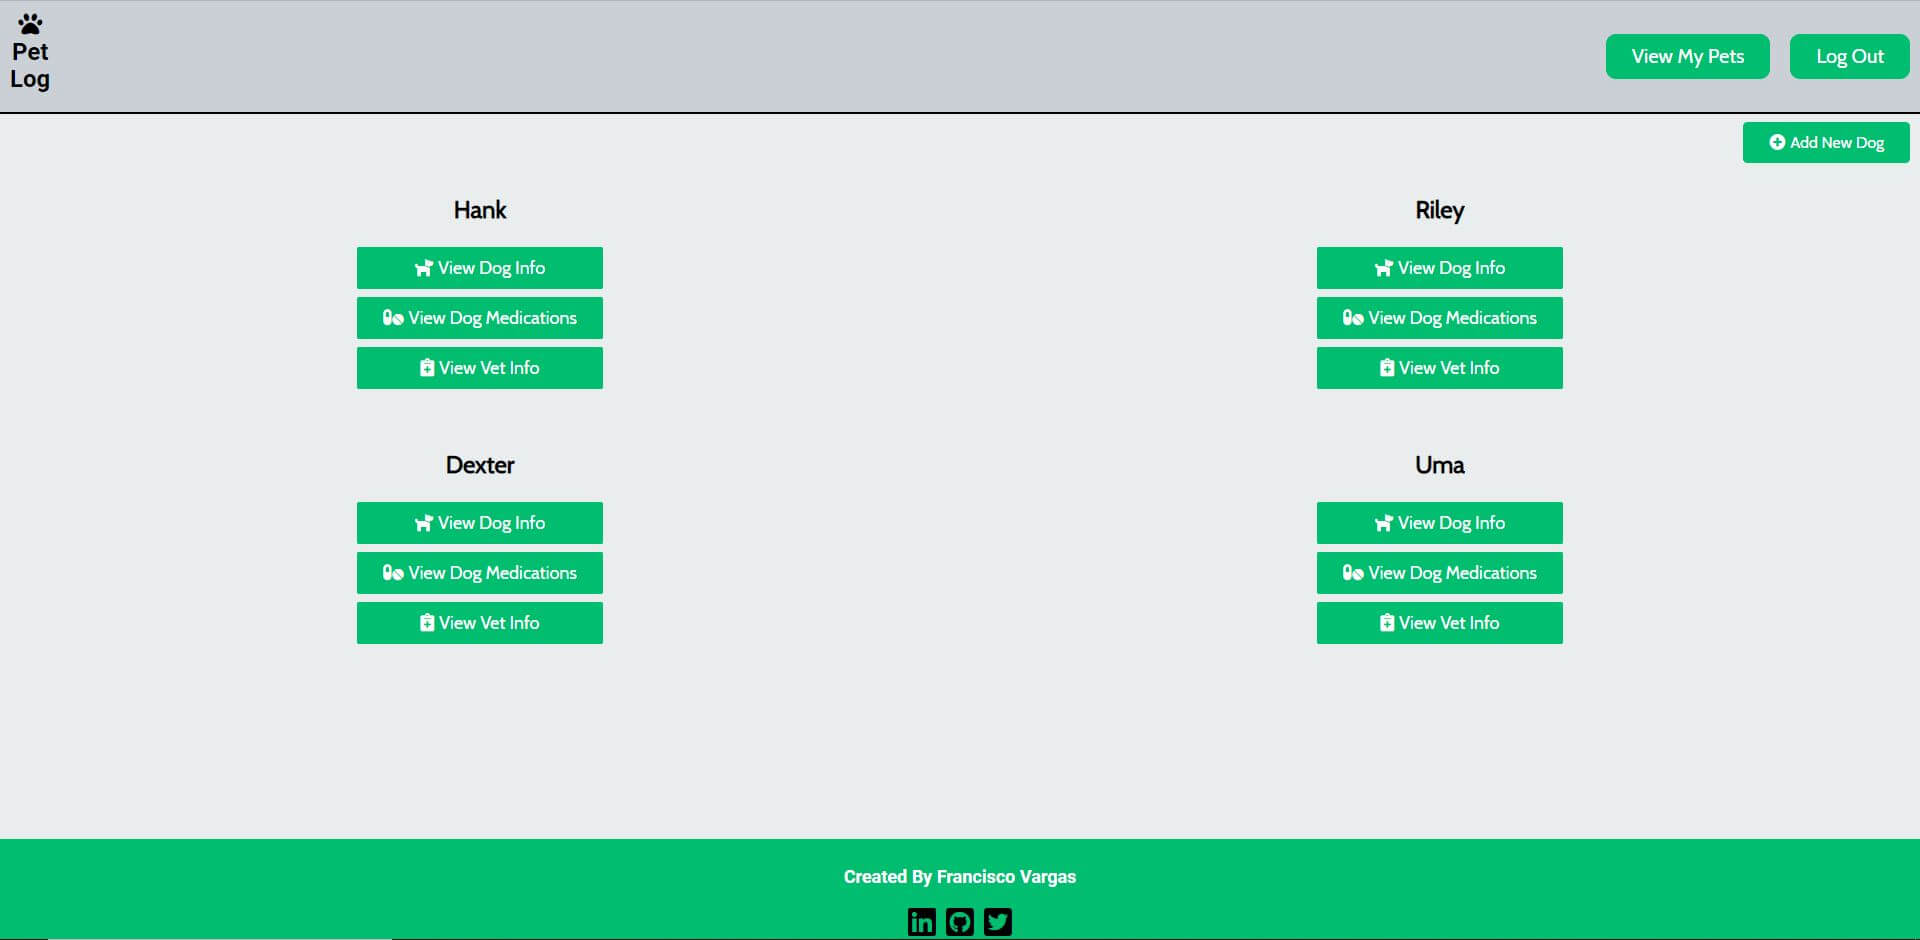 Pet
Log
View My Pets
Log Out
Add New Dog
Hank
View Dog Info
View Dog Medications
View Vet Info
Riley
View Dog Info
View Dog Medications
View Vet Info
Dexter
View Dog Info
View Dog Medications
View Vet Info
Uma
View Dog Info
View Dog Medications
View Vet Info
Created By Francisco Vargas
in